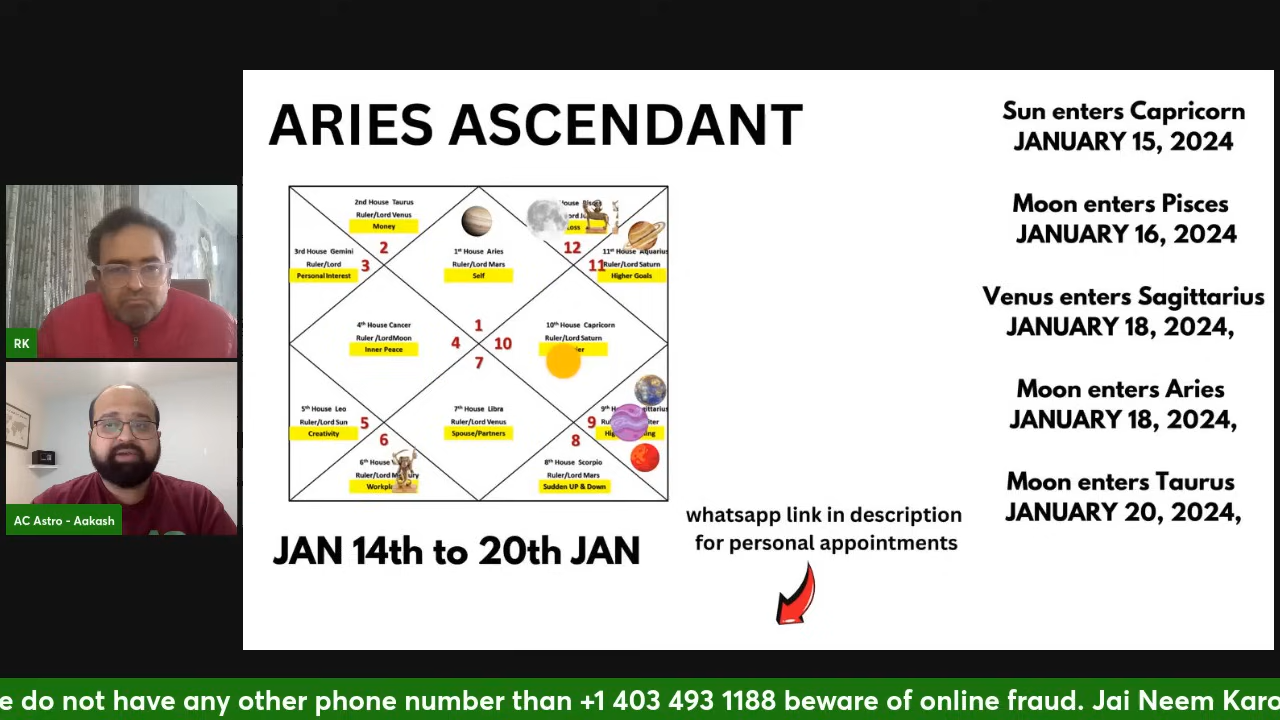 ARIES ASCENDANT
Sun enters Capricorn
JANUARY 15, 2024
Moon enters Pisces
JANUARY 16, 2024
Venus enters Sagittarius
JANUARY 18, 2024,
Moon enters Aries
JANUARY 18, 2024,
Moon enters Taurus
JANUARY 20, 2024,
2nd House Taurus
Ruler/Lord Venus
Money
2
3rd House Gemini
Ruler/Lord
Personal Interest
3
1st House Aries
Ruler/Lord Mars
Self
1
12
11st House Aquarius
Ruler/Lord Saturn
Higher Goals
11
4th House Cancer
Ruler /LordMoon
Inner Peace
4
10th House Capricorn
Ruler/Lord Saturn
10
7
5th House Leo
Ruler/Lord Sun
Creativity
5
6
6th House
Ruler/Lord
7th House Libra
Ruler/Lord Venus
Spouse/Partners
8
8th House Scorpio
Ruler/Lord Mars
Sudden UP & Down
9
JAN 14th to 20th JAN
whatsapp link in description
for personal appointments
RK
AC Astro - Aakash
e do not have any other phone number than +1 403 493 1188 beware of online fraud. Jai Neem Karo